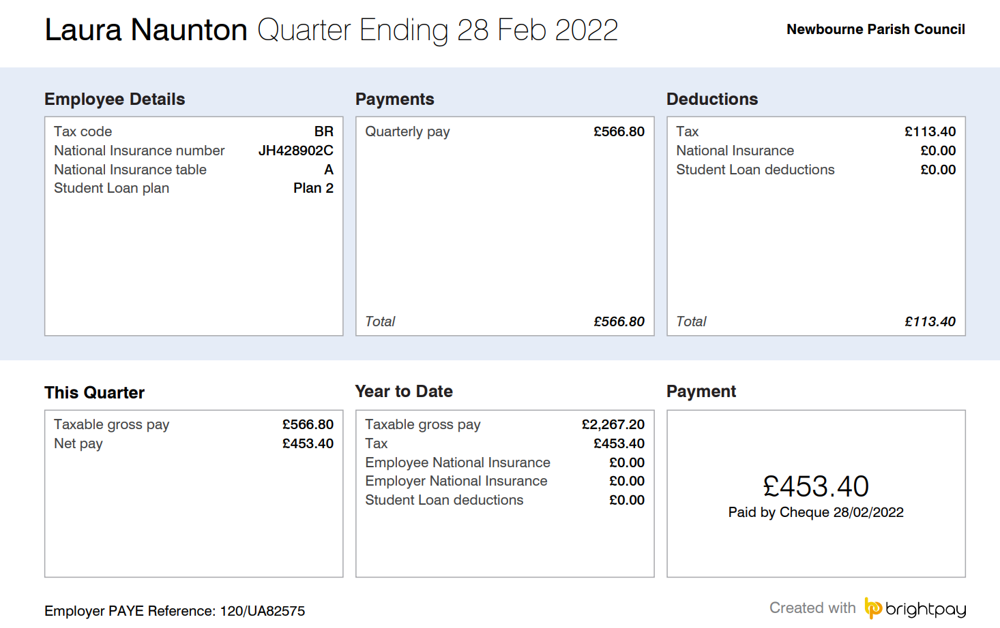 Laura Naunton Quarter Ending 28 Feb 2022
Newbourne Parish Council
Employee Details
Tax code BR
National Insurance number JH428902C
National Insurance table A
Student Loan plan Plan 2
Payments
Quarterly pay £566.80
Total £566.80
Deductions
Tax £113.40
National Insurance £0.00
Student Loan deductions £0.00
Total £113.40
This Quarter
Taxable gross pay £566.80
Net pay £453.40
Year to Date
Taxable gross pay £2,267.20
Tax £453.40
Employee National Insurance £0.00
Employer National Insurance £0.00
Student Loan deductions £0.00
Payment
£453.40
Paid by Cheque 28/02/2022
Employer PAYE Reference: 120/UA82575
Created with brightpay